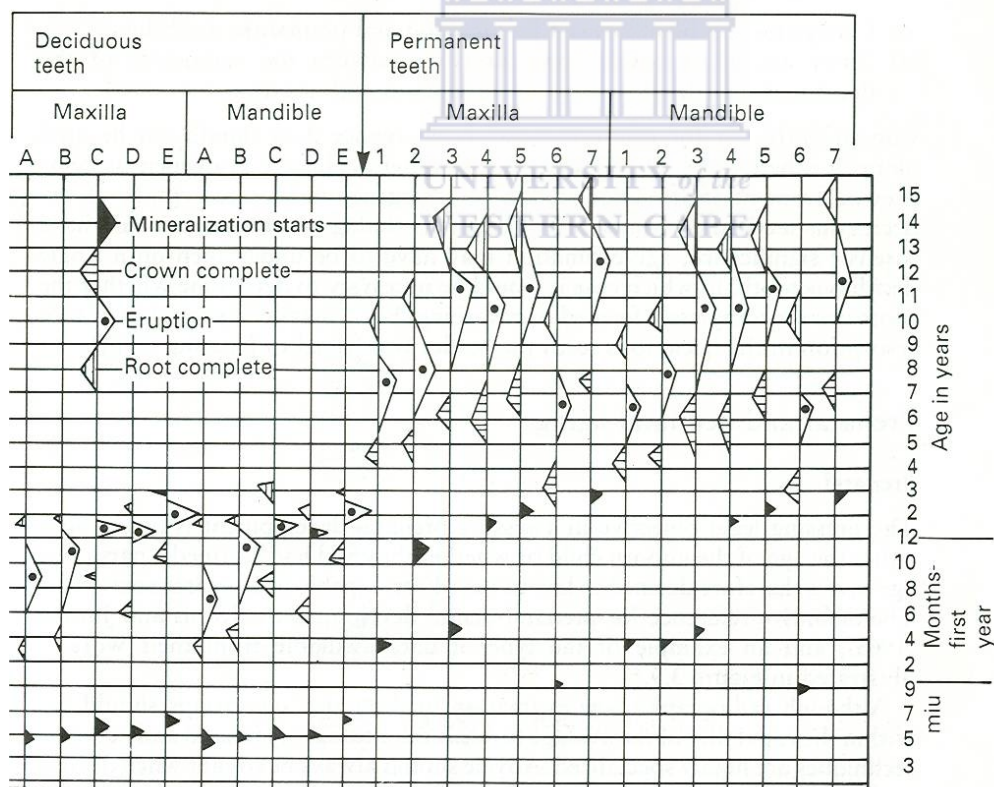 Deciduous
teeth
Permanent
teeth
Maxilla
Mandible
Maxilla
Mandible
A B C D E A B C D E 1 2 3 4 5 6 7 1 2 3 4 5 6 7
UNIVERSITY of the
WESTERN CAPE
Mineralization starts
Crown complete
Eruption
Root complete
15
14
13
12
11
10
9
8
7
6
5
4
3
2
12
10
8
6
4
2
9
7
5
3
Age in years
Months-
first
year
miu